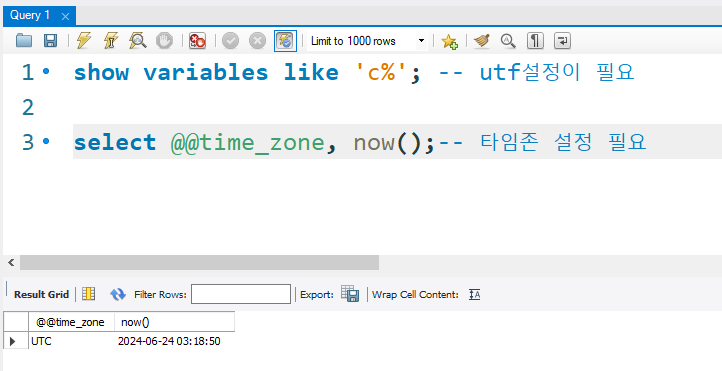 Query 1
Limit to 1000 rows
1 show variables like 'c%'; -- utf설정이 필요
2
3 select @@time_zone, now();-- 타임존 설정 필요
Result Grid Filter Rows: Export: Wrap Cell Content:
@@time_zone now()
UTC 2024-06-24 03:18:50